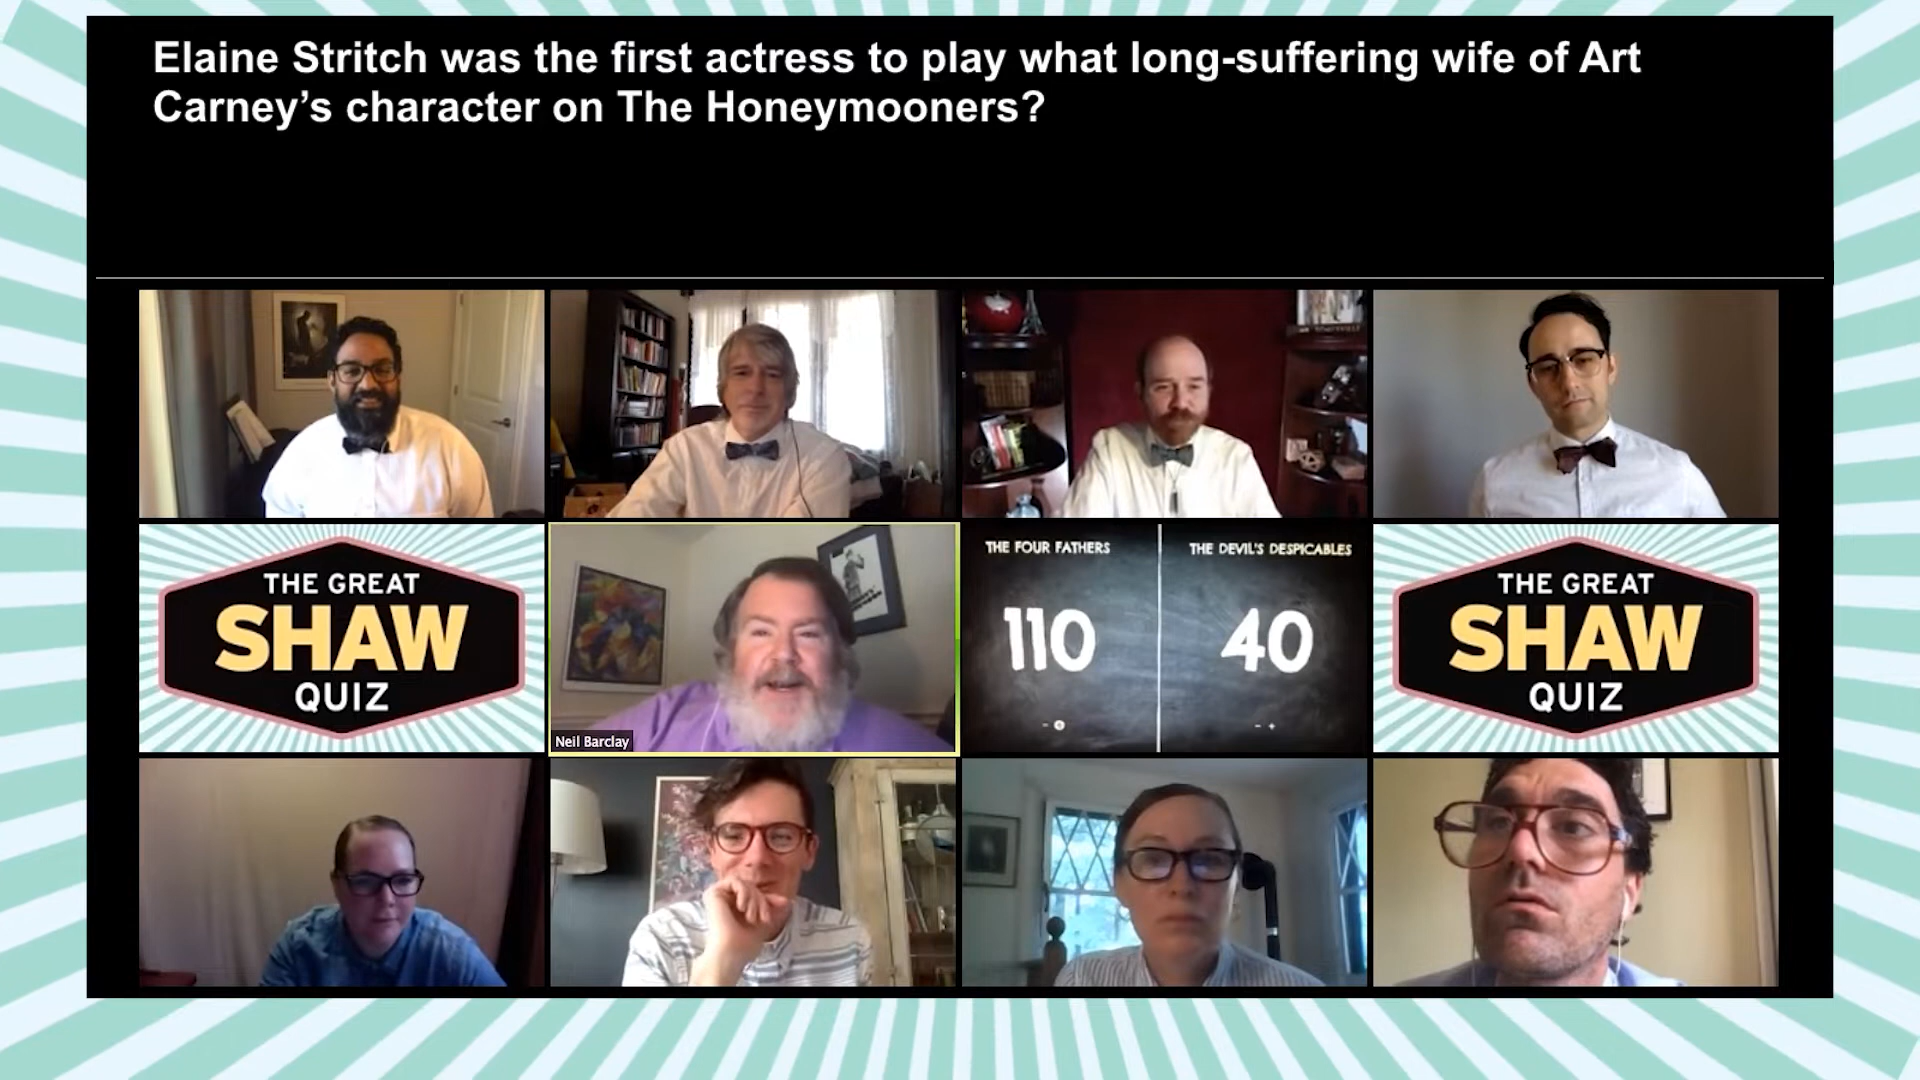 Elaine Stritch was the first actress to play what long-suffering wife of Art
Carney’s character on The Honeymooners?
THE GREAT
SHAW
QUIZ
Neil Barclay
THE FOUR FATHERS
110
- +
THE DEVIL'S DESPICABLES
40
- +
THE GREAT
SHAW
QUIZ